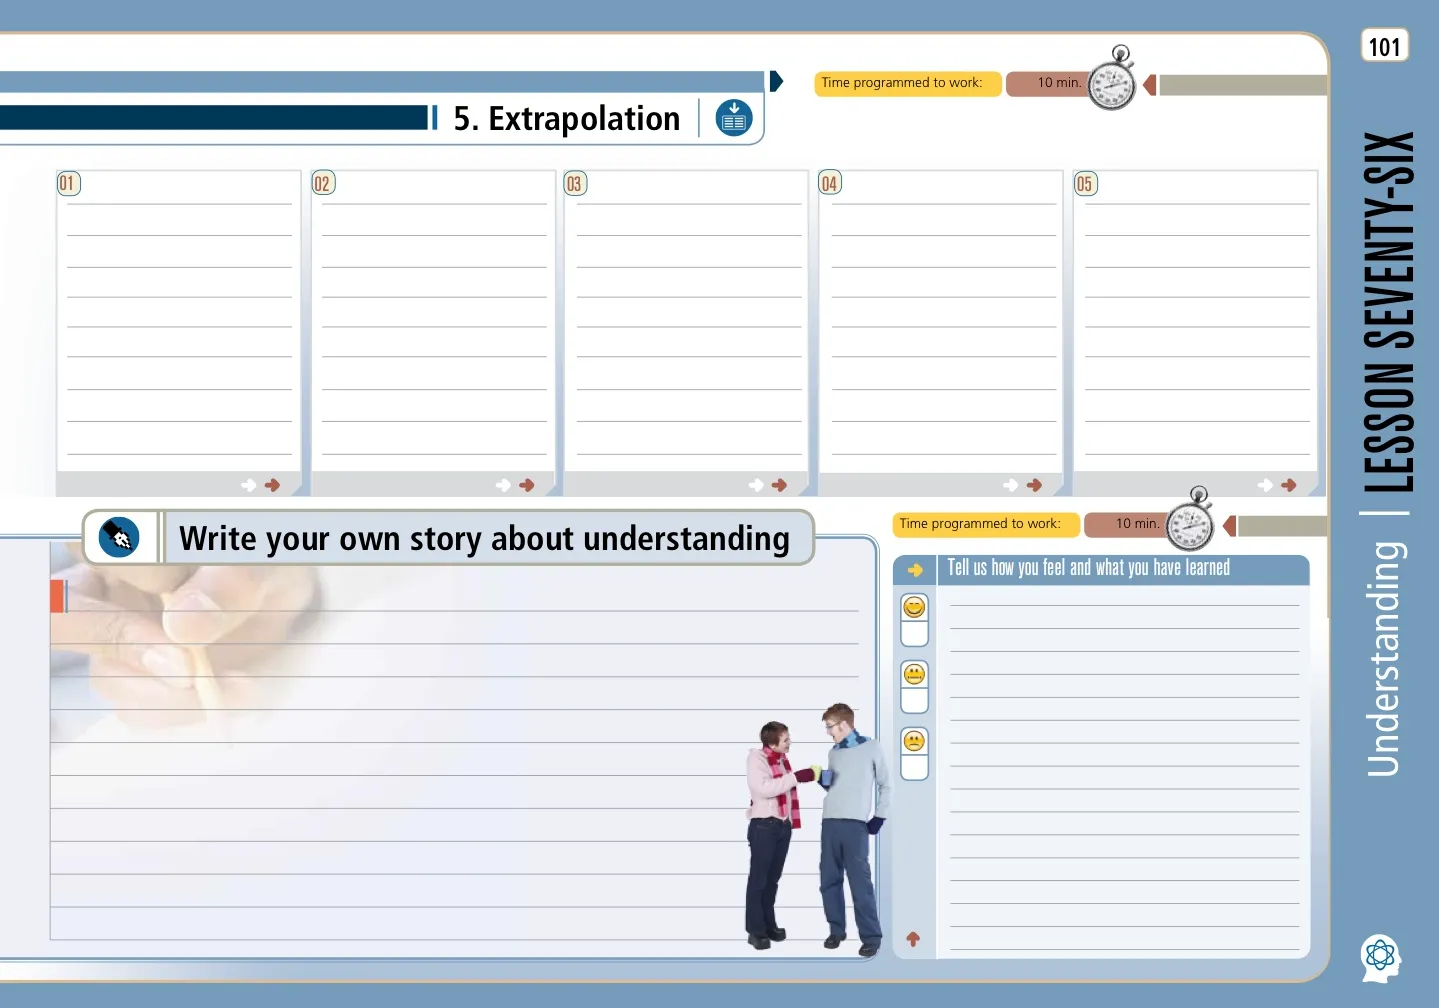 101
Time programmed to work:
10 min.
5. Extrapolation
01
02
03
04
05
LESSON SEVENTY-SIX
Understanding
Write your own story about understanding
Time programmed to work:
10 min.
Tell us how you feel and what you have learned